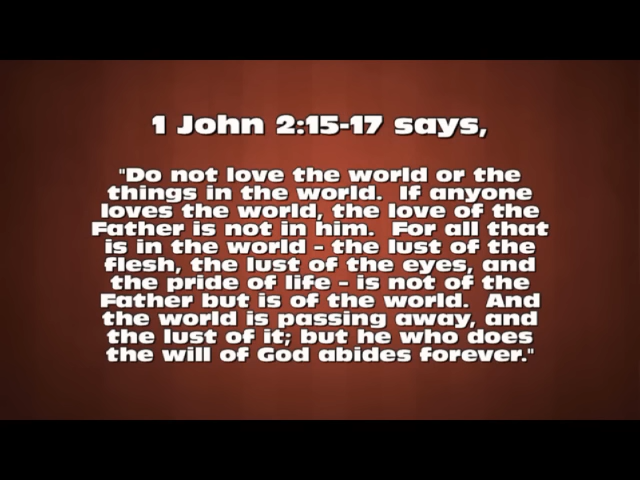 1 John 2:15-17 says,
"Do not love the world or the
things in the world.  If anyone
loves the world, the love of the
Father is not in him.  For all that
is in the world - the lust of the
flesh, the lust of the eyes, and
the pride of life - is not of the
Father but is of the world.  And
the world is passing away, and
the lust of it; but he who does
the will of God abides forever."